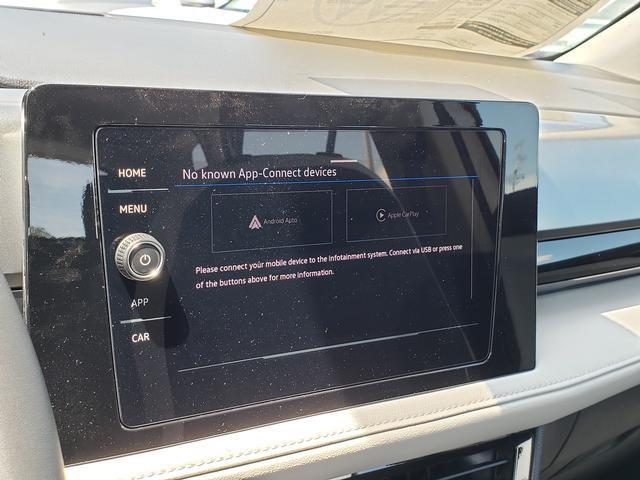 HOME
MENU
APP
CAR
No known App-Connect devices
Android Auto
Apple CarPlay
Please connect your mobile device to the Infotainment system. Connect via USB or press one
of the buttons above for more information.